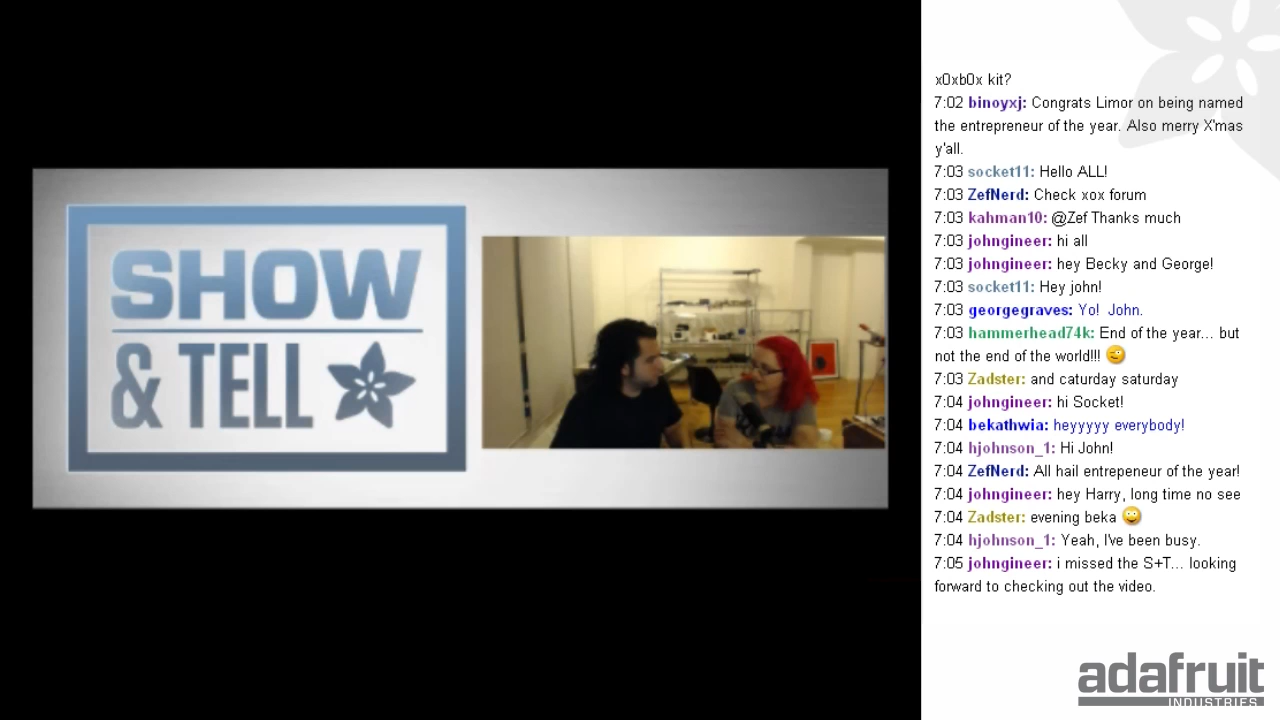 SHOW
& TELL
x0xb0x kit?
7:02 binoyxj: Congrats Limor on being named
the entrepreneur of the year. Also merry X'mas
y'all.
7:03 socket11: Hello ALL!
7:03 ZefNerd: Check xox forum
7:03 kahman10: @Zef Thanks much
7:03 johngineer: hi all
7:03 johngineer: hey Becky and George!
7:03 socket11: Hey john!
7:03 georgegraves: Yo! John.
7:03 hammerhead74k: End of the year... but
not the end of the world!!!
7:03 Zadster: and caturday saturday
7:04 johngineer: hi Socket!
7:04 bekathwia: heyyyyy everybody!
7:04 hjohnson_1: Hi John!
7:04 ZefNerd: All hail entrepeneur of the year!
7:04 johngineer: hey Harry, long time no see
7:04 Zadster: evening beka
7:04 hjohnson_1: Yeah, I've been busy.
7:05 johngineer: i missed the S+T... looking
forward to checking out the video.
adafruit
INDUSTRIES